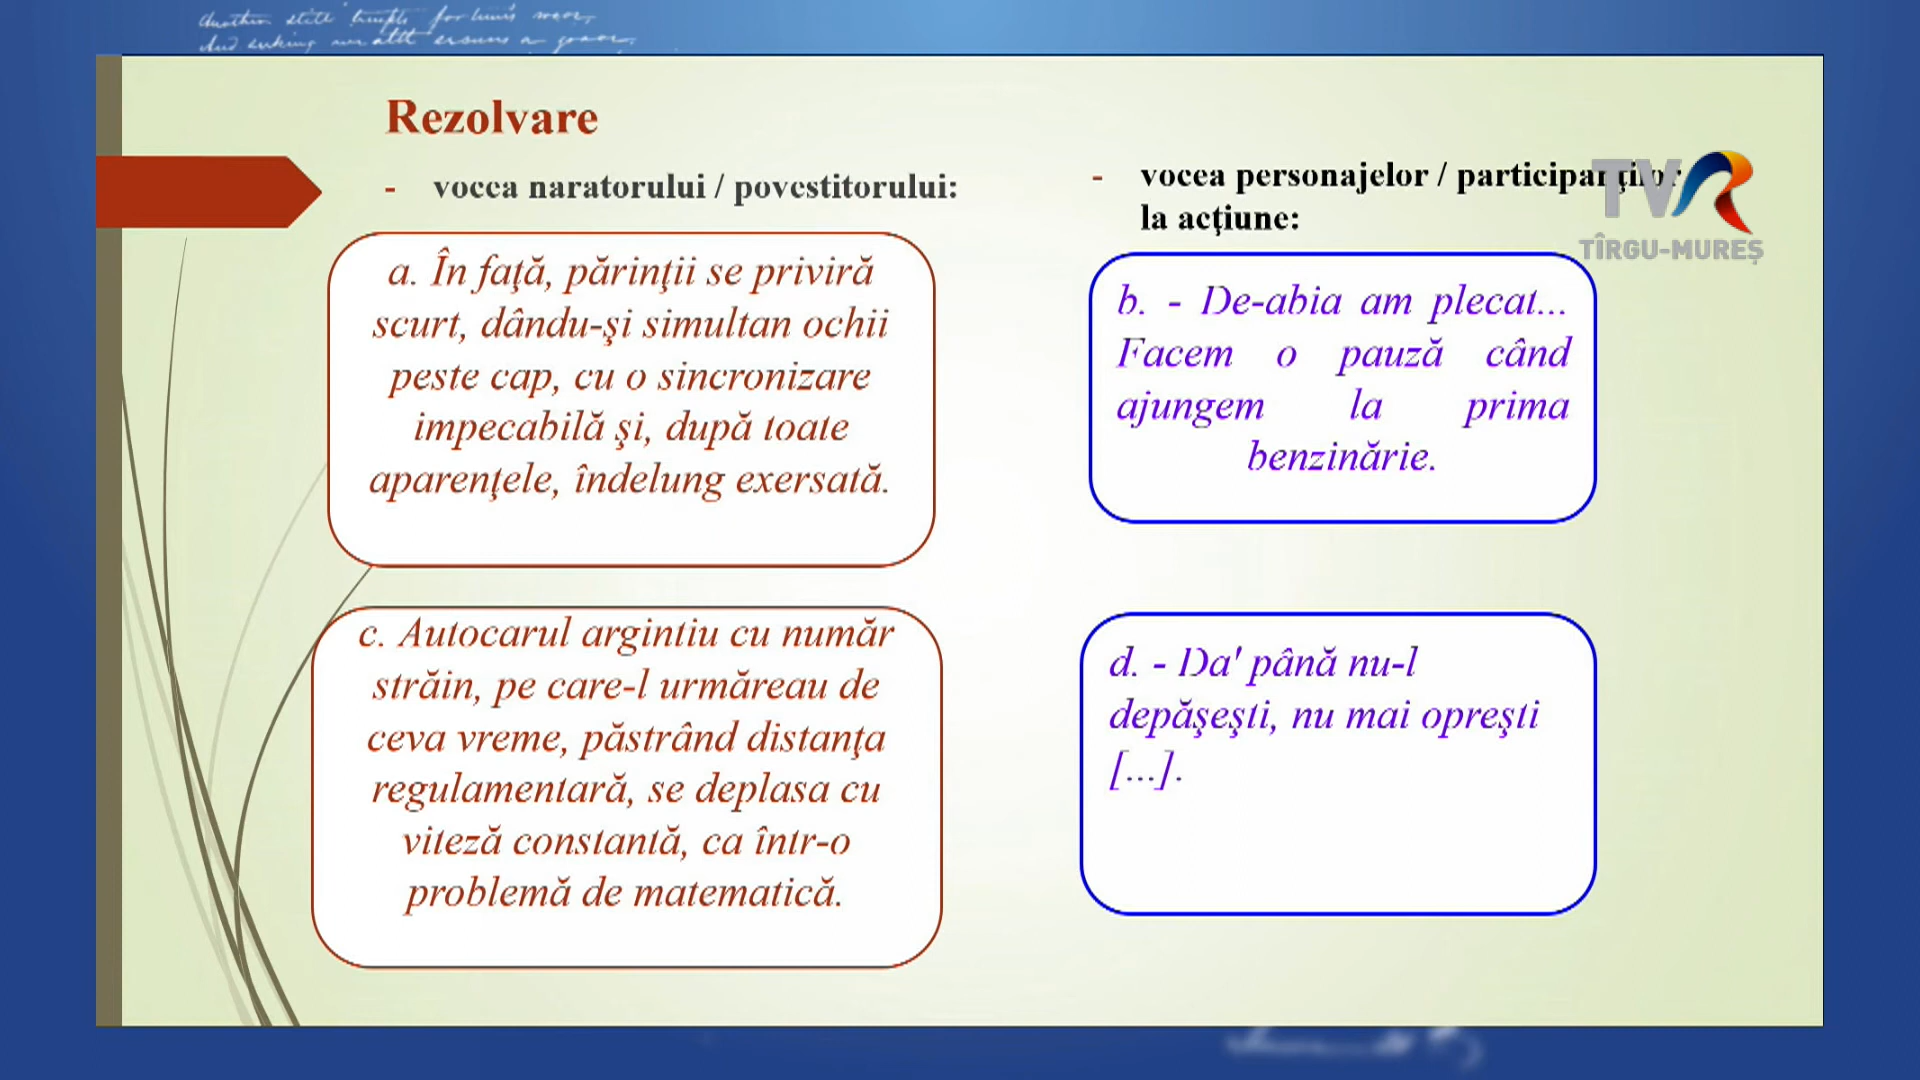 Rezolvare
- vocea naratorului / povestitorului:
a. În faţă, părinţii se priviră
scurt, dându-şi simultan ochii
peste cap, cu o sincronizare
impecabilă şi, după toate
aparenţele, îndelung exersată.
c. Autocarul argintiu cu număr
străin, pe care-l urmăreau de
ceva vreme, păstrând distanţa
regulamentară, se deplasa cu
viteză constantă, ca într-o
problemă de matematică.
- vocea personajelor / participanţilor
la acţiune:
b. - De-abia am plecat...
Facem o pauză când
ajungem la prima
benzinărie.
d. - Da' până nu-l
depăşeşti, nu mai opreşti
[...].
TVR
TÎRGU-MUREȘ